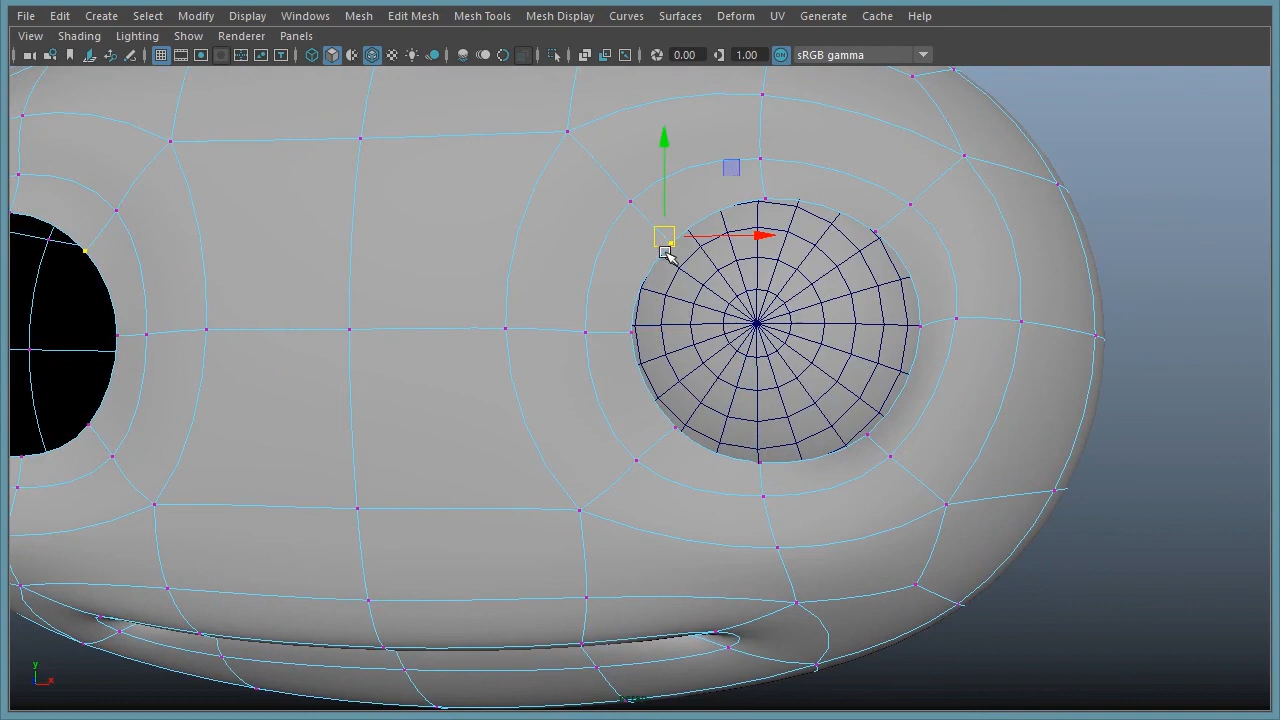 File Edit Create Select Modify Display Windows Mesh Edit Mesh Mesh Tools Mesh Display Curves Surfaces Deform UV Generate Cache Help
View Shading Lighting Show Renderer Panels
0.00 1.00 ON sRGB gamma
y
x